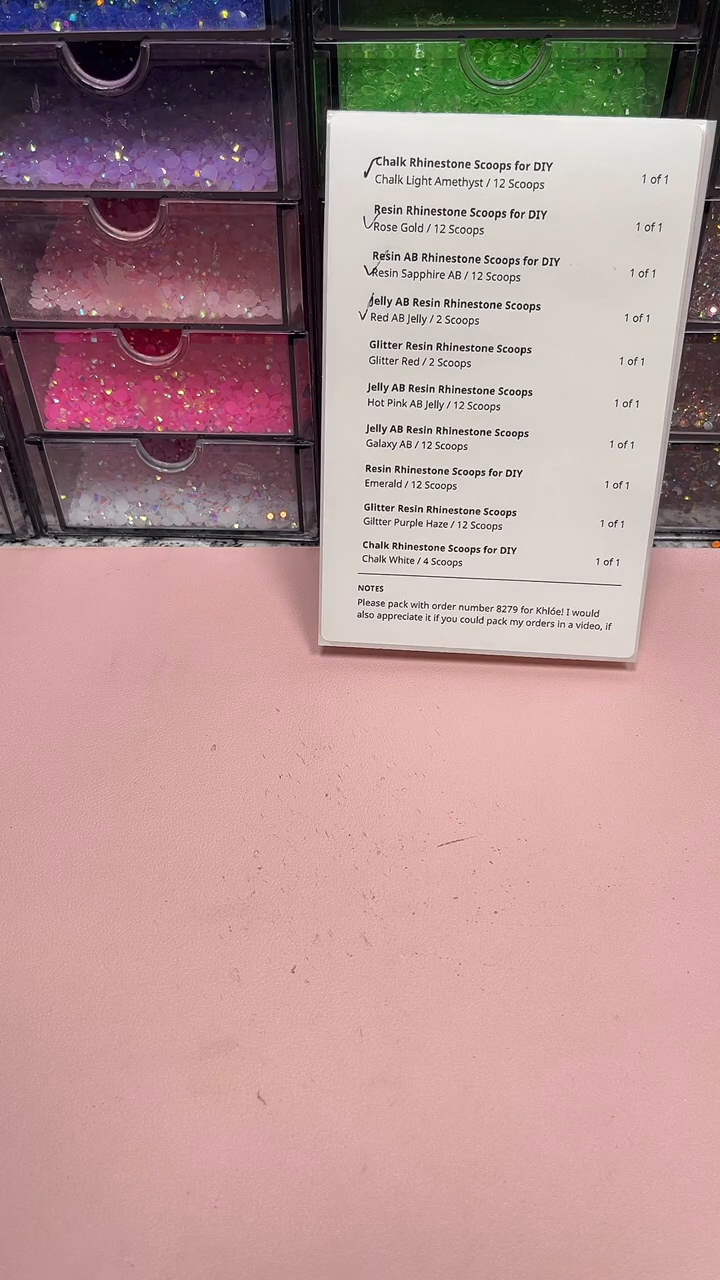 Chalk Rhinestone Scoops for DIY
Chalk Light Amethyst / 12 Scoops 1 of 1
Resin Rhinestone Scoops for DIY
Rose Gold / 12 Scoops 1 of 1
Resin AB Rhinestone Scoops for DIY
Resin Sapphire AB / 12 Scoops 1 of 1
Jelly AB Resin Rhinestone Scoops
Red AB Jelly / 2 Scoops 1 of 1
Glitter Resin Rhinestone Scoops
Glitter Red / 2 Scoops 1 of 1
Jelly AB Resin Rhinestone Scoops
Hot Pink AB Jelly / 12 Scoops 1 of 1
Jelly AB Resin Rhinestone Scoops
Galaxy AB / 12 Scoops 1 of 1
Resin Rhinestone Scoops for DIY
Emerald / 12 Scoops 1 of 1
Glitter Resin Rhinestone Scoops
Gilter Purple Haze / 12 Scoops 1 of 1
Chalk Rhinestone Scoops for DIY
Chalk White / 4 Scoops 1 of 1
NOTES
Please pack with order number 8279 for Khlóe! I would
also appreciate it if you could pack my orders in a video, if